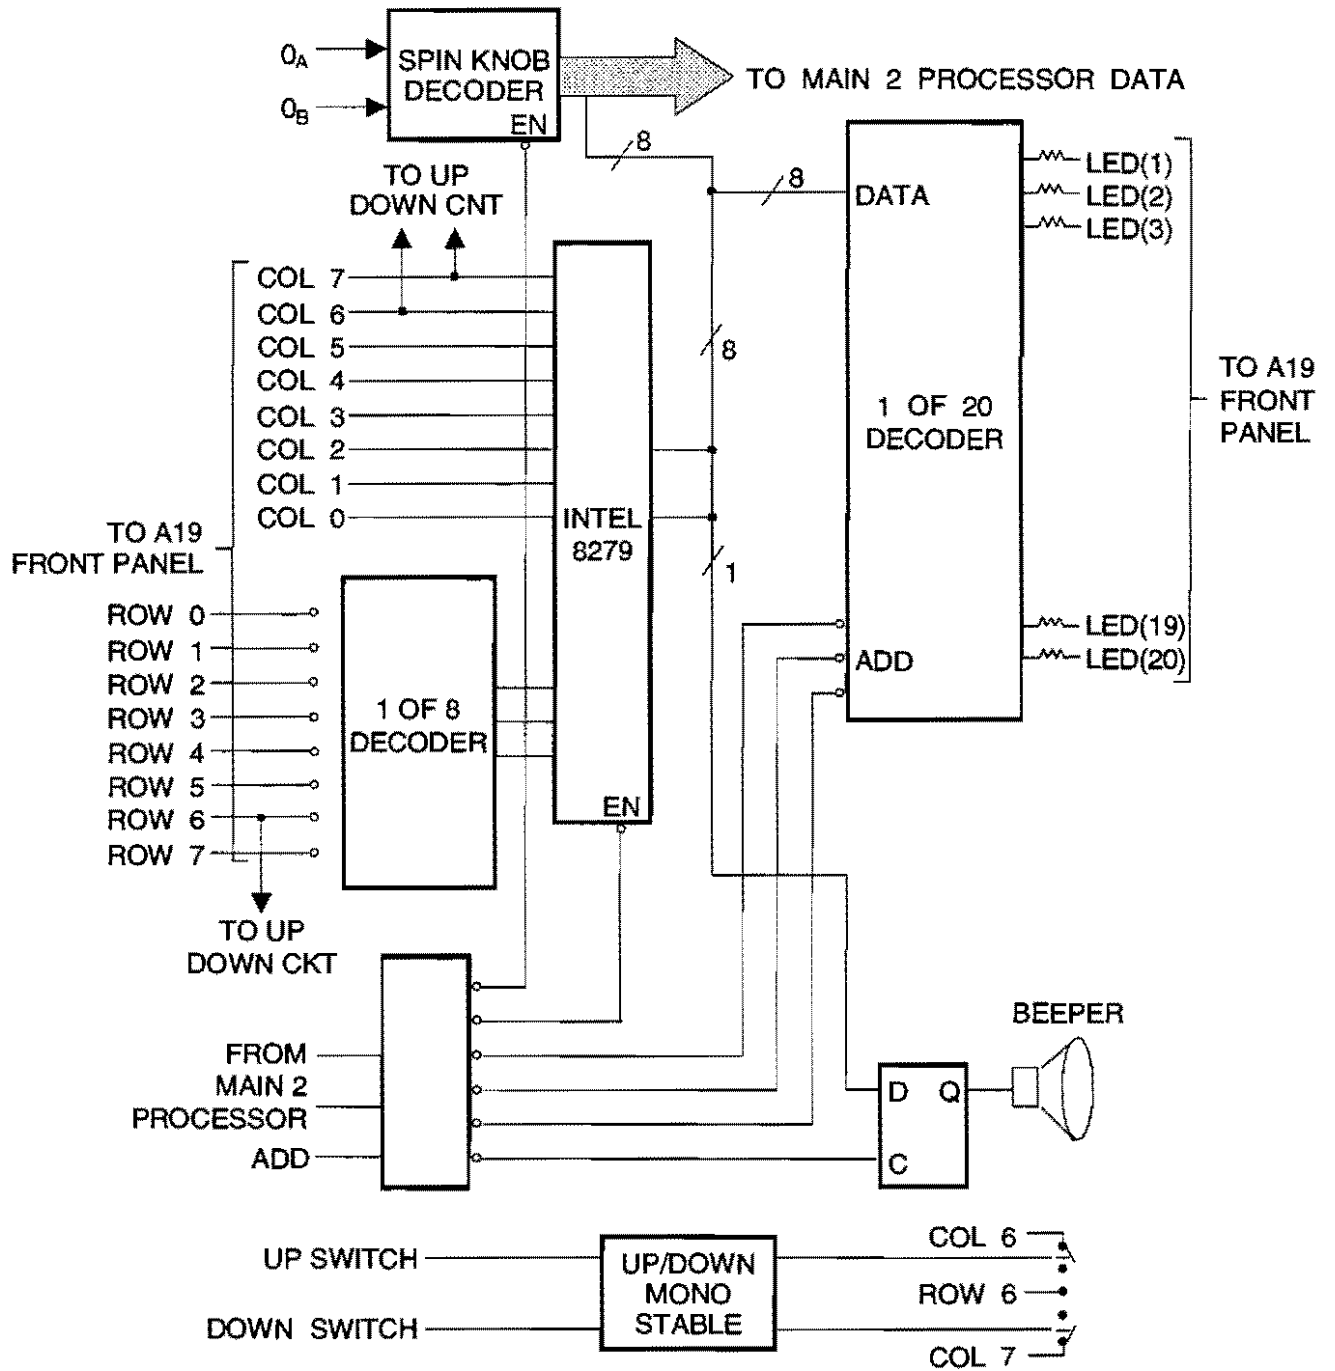 0A
0B
SPIN KNOB
DECODER
EN
TO MAIN 2 PROCESSOR DATA
8
TO UP
DOWN CNT
8
DATA
LED(1)
LED(2)
LED(3)
COL 7
COL 6
COL 5
COL 4
COL 3
COL 2
COL 1
COL 0
8
1 OF 20
DECODER
TO A19
FRONT
PANEL
TO A19
FRONT PANEL
INTEL
8279
1
ROW 0
ROW 1
ROW 2
ROW 3
ROW 4
ROW 5
ROW 6
ROW 7
1 OF 8
DECODER
EN
ADD
LED(19)
LED(20)
TO UP
DOWN CKT
FROM
MAIN 2
PROCESSOR
ADD
BEEPER
D Q
C
UP SWITCH
DOWN SWITCH
UP/DOWN
MONO
STABLE
COL 6
ROW 6
COL 7